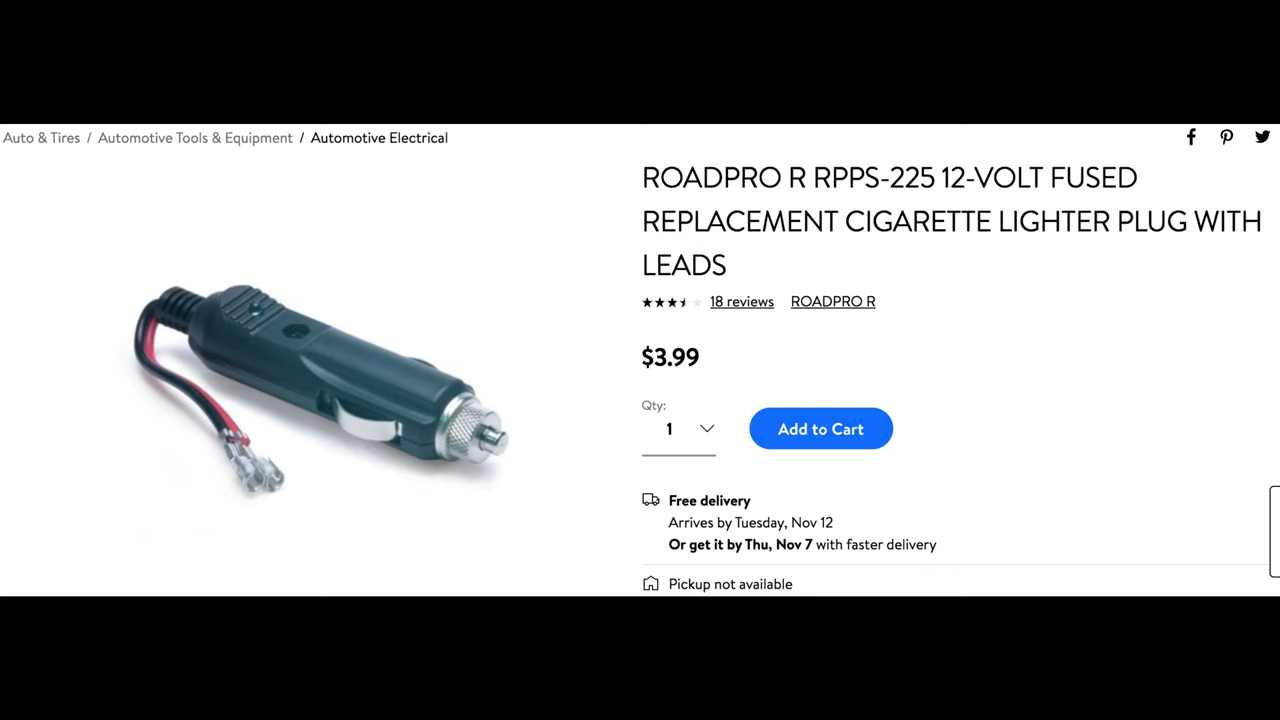 Auto & Tires / Automotive Tools & Equipment / Automotive Electrical
ROADPRO R RPPS-225 12-VOLT FUSED
REPLACEMENT CIGARETTE LIGHTER PLUG WITH
LEADS
18 reviews ROADPRO R
$3.99
Qty:
1
Add to Cart
Free delivery
Arrives by Tuesday, Nov 12
Or get it by Thu, Nov 7 with faster delivery
Pickup not available